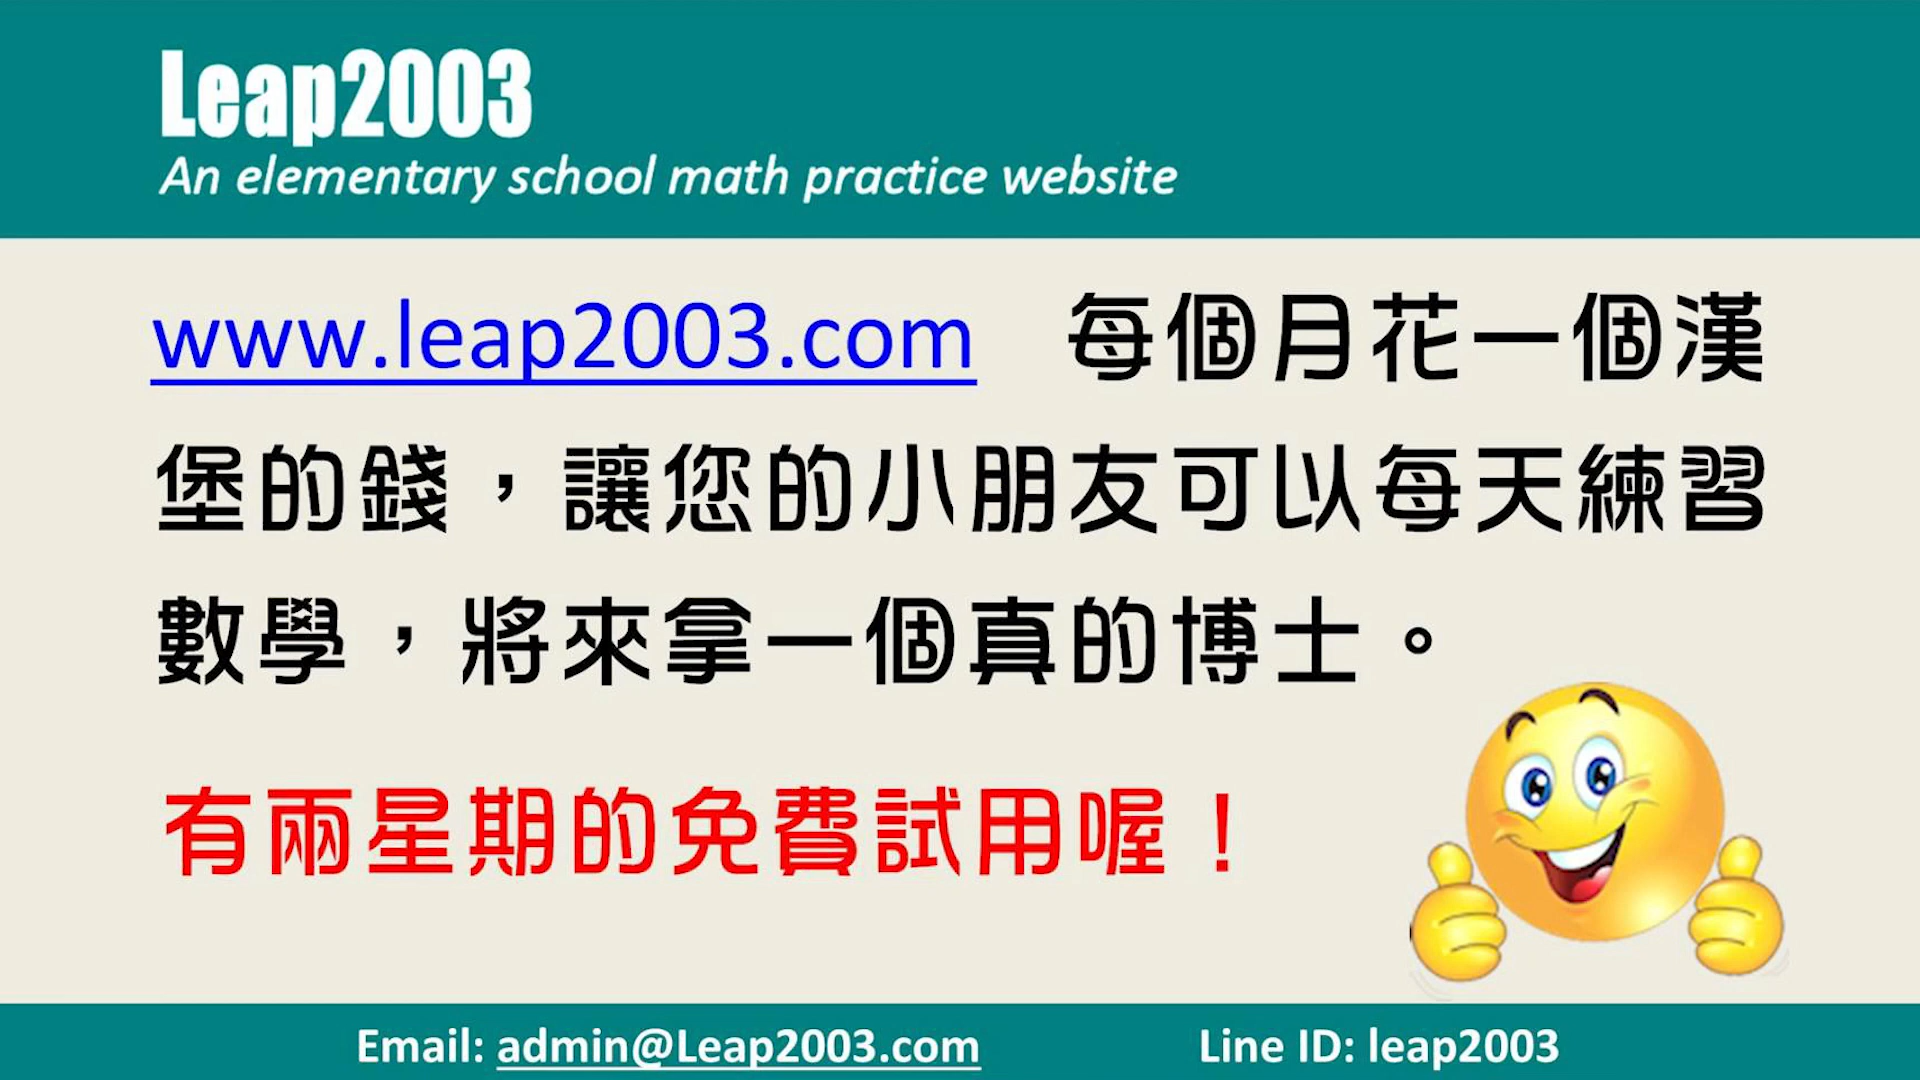 Leap2003
An elementary school math practice website
www.leap2003.com 每個月花一個漢
堡的錢，讓您的小朋友可以每天練習
數學，將來拿一個真的博士。
有兩星期的免費試用喔！
Email: admin@Leap2003.com Line ID: leap2003